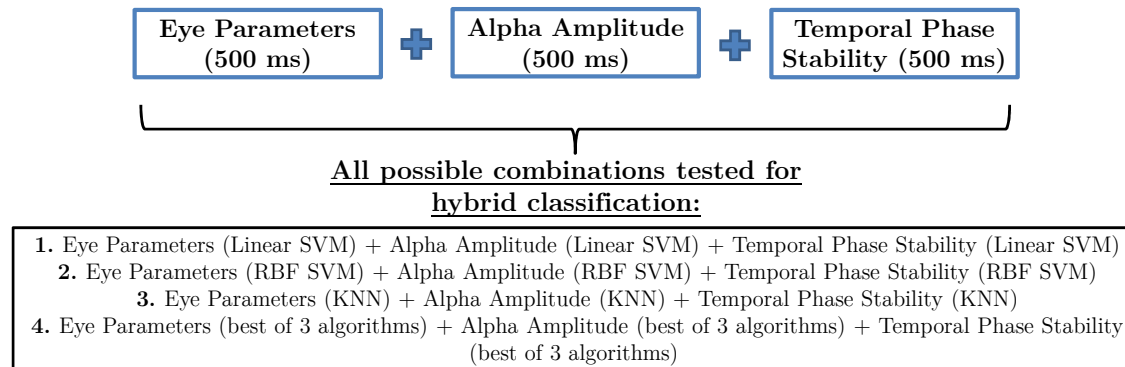 Eye Parameters
(500 ms)
Alpha Amplitude
(500 ms)
Temporal Phase
Stability (500 ms)
All possible combinations tested for
hybrid classification:
1. Eye Parameters (Linear SVM) + Alpha Amplitude (Linear SVM) + Temporal Phase Stability (Linear SVM)
2. Eye Parameters (RBF SVM) + Alpha Amplitude (RBF SVM) + Temporal Phase Stability (RBF SVM)
3. Eye Parameters (KNN) + Alpha Amplitude (KNN) + Temporal Phase Stability (KNN)
4. Eye Parameters (best of 3 algorithms) + Alpha Amplitude (best of 3 algorithms) + Temporal Phase Stability
(best of 3 algorithms)